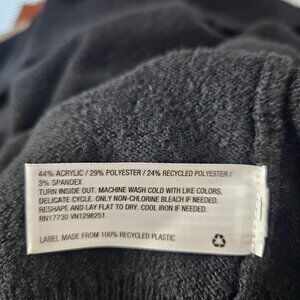 44% ACRYLIC / 29% POLYESTER / 24% RECYCLED POLYESTER /
3% SPANDEX
TURN INSIDE OUT. MACHINE WASH COLD WITH LIKE COLORS.
DELICATE CYCLE. ONLY NON-CHLORINE BLEACH IF NEEDED.
RESHAPE AND LAY FLAT TO DRY. COOL IRON IF NEEDED.
RN17730 VN1298251
LABEL MADE FROM 100% RECYCLED PLASTIC